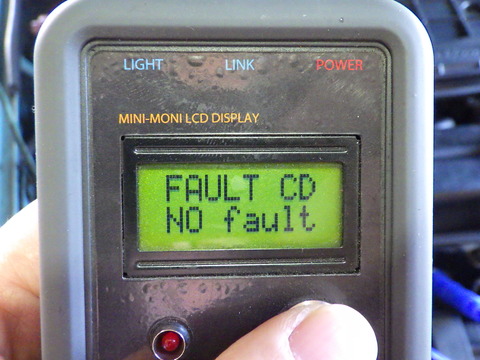 LIGHT LINK POWER
MINI-MONI LCD DISPLAY
FAULT CD
NO fault